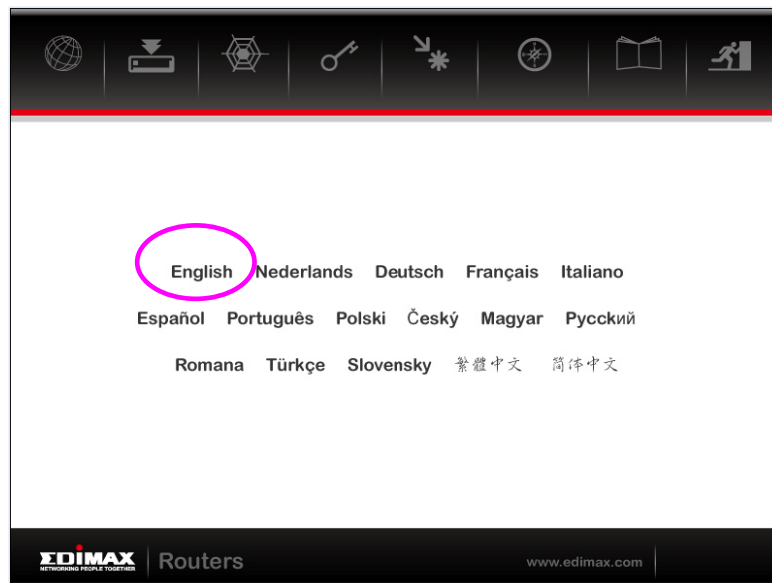 English Nederlands Deutsch Français Italiano
Español Português Polski Český Magyar Русский
Romana Türkçe Slovensky 繁體中文 简体中文
EDIMAX Routers www.edimax.com
NETWORKING PEOPLE TOGETHER